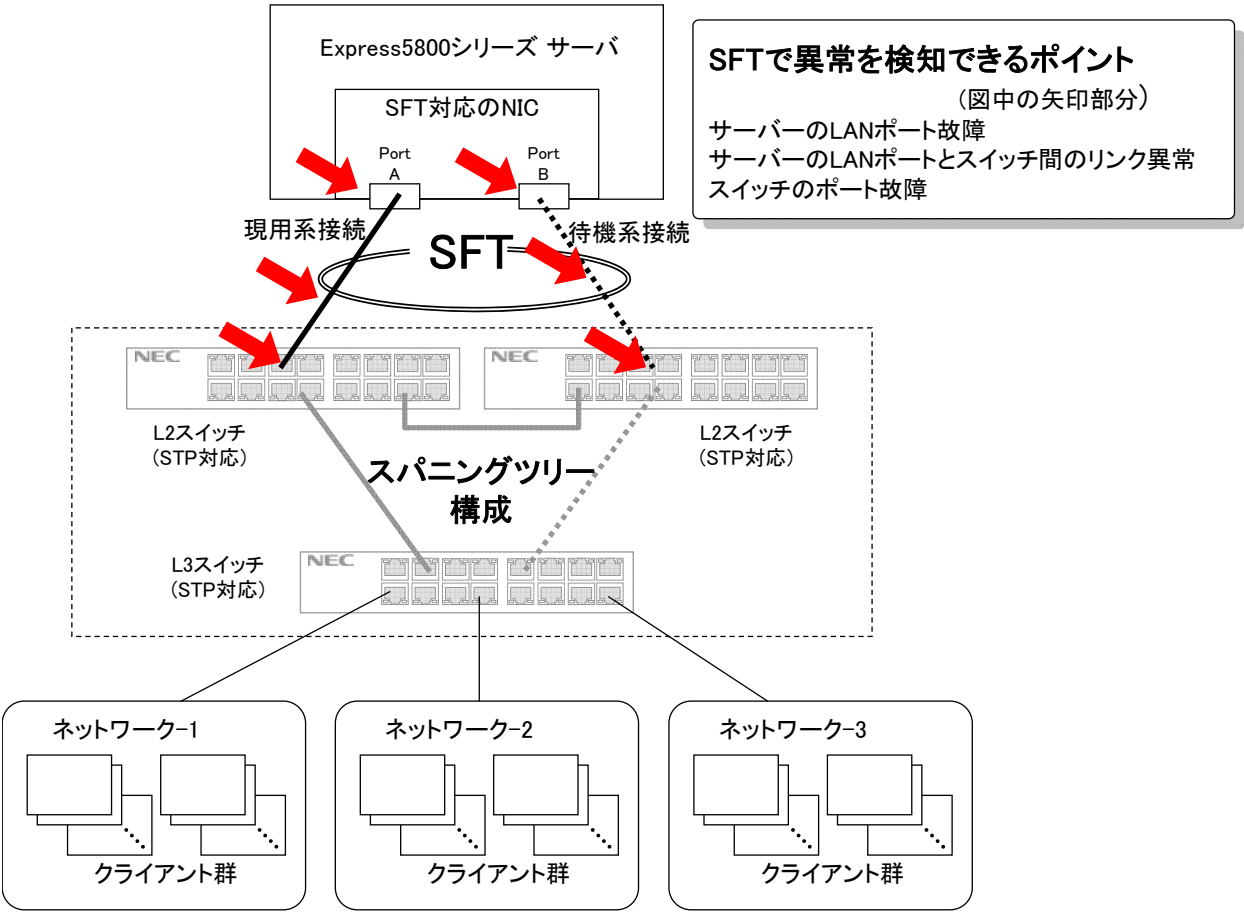 Express5800シリーズ サーバ
SFT対応のNIC
Port
A
Port
B
SFTで異常を検知できるポイント
(図中の矢印部分)
サーバーのLANポート故障
サーバーのLANポートとスイッチ間のリンク異常
スイッチのポート故障
現用系接続
SFT
待機系接続
NEC
NEC
L2スイッチ
(STP対応)
L2スイッチ
(STP対応)
スパニングツリー
構成
L3スイッチ
(STP対応)
NEC
ネットワーク-1
クライアント群
ネットワーク-2
クライアント群
ネットワーク-3
クライアント群